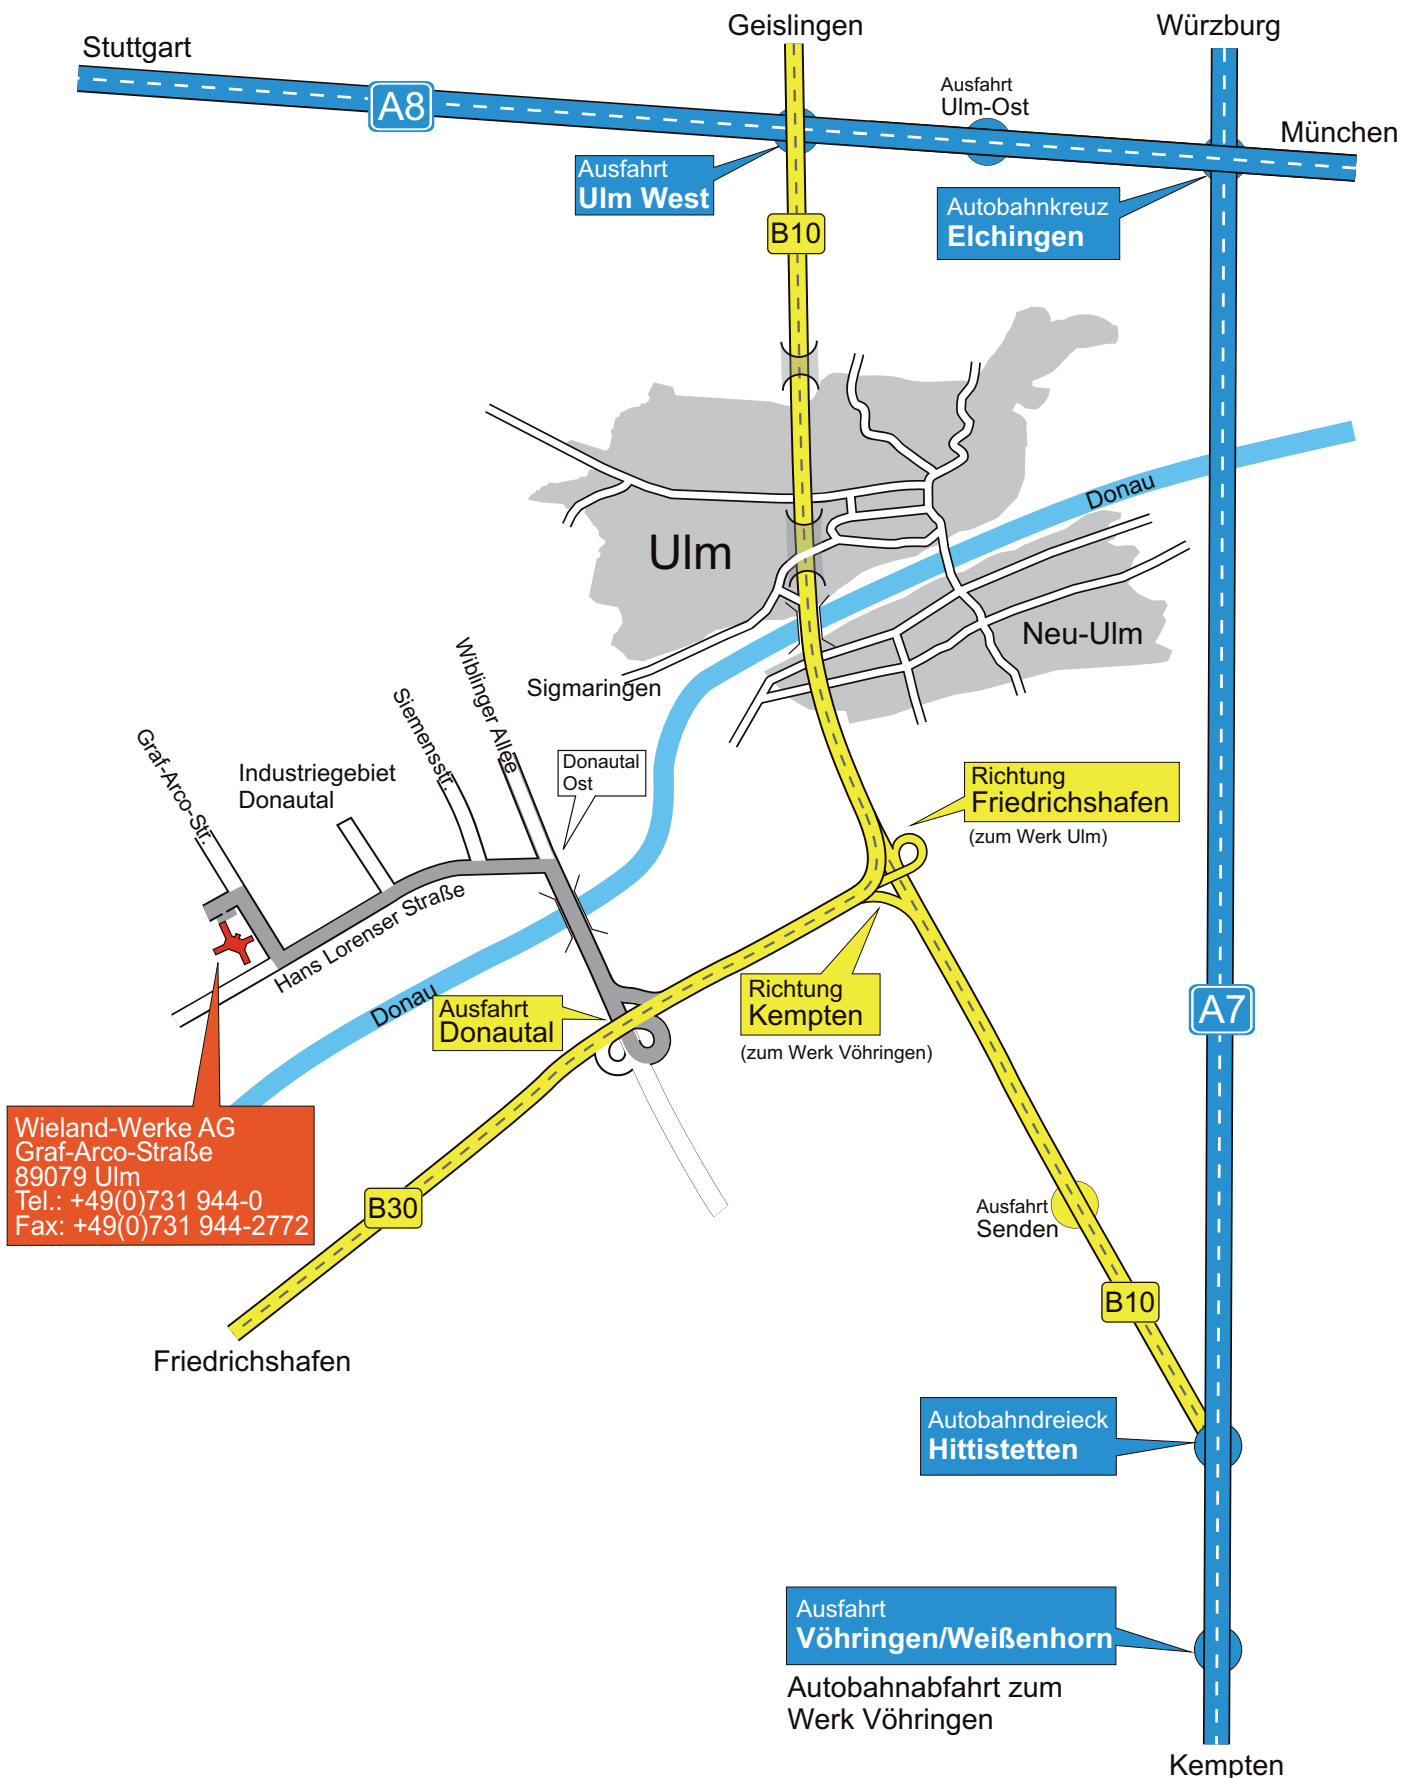 Geislingen
Würzburg
Stuttgart
A8
Ausfahrt
Ulm-Ost
München
Ausfahrt
Ulm West
Autobahnkreuz
Elchingen
B10
Donau
Ulm
Neu-Ulm
Sigmaringen
Wiblinger Allee
Siemensstr.
Graf-Arco-Str.
Industriegebiet
Donautal
Donautal
Ost
Richtung
Friedrichshafen
(zum Werk Ulm)
Hans Lorenser Straße
Donau
Ausfahrt
Donautal
Richtung
Kempten
(zum Werk Vöhringen)
A7
Wieland-Werke AG
Graf-Arco-Straße
89079 Ulm
Tel.: +49(0)731 944-0
Fax: +49(0)731 944-2772
B30
Ausfahrt
Senden
B10
Friedrichshafen
Autobahndreieck
Hittistetten
Ausfahrt
Vöhringen/Weißenhorn
Autobahnabfahrt zum
Werk Vöhringen
Kempten